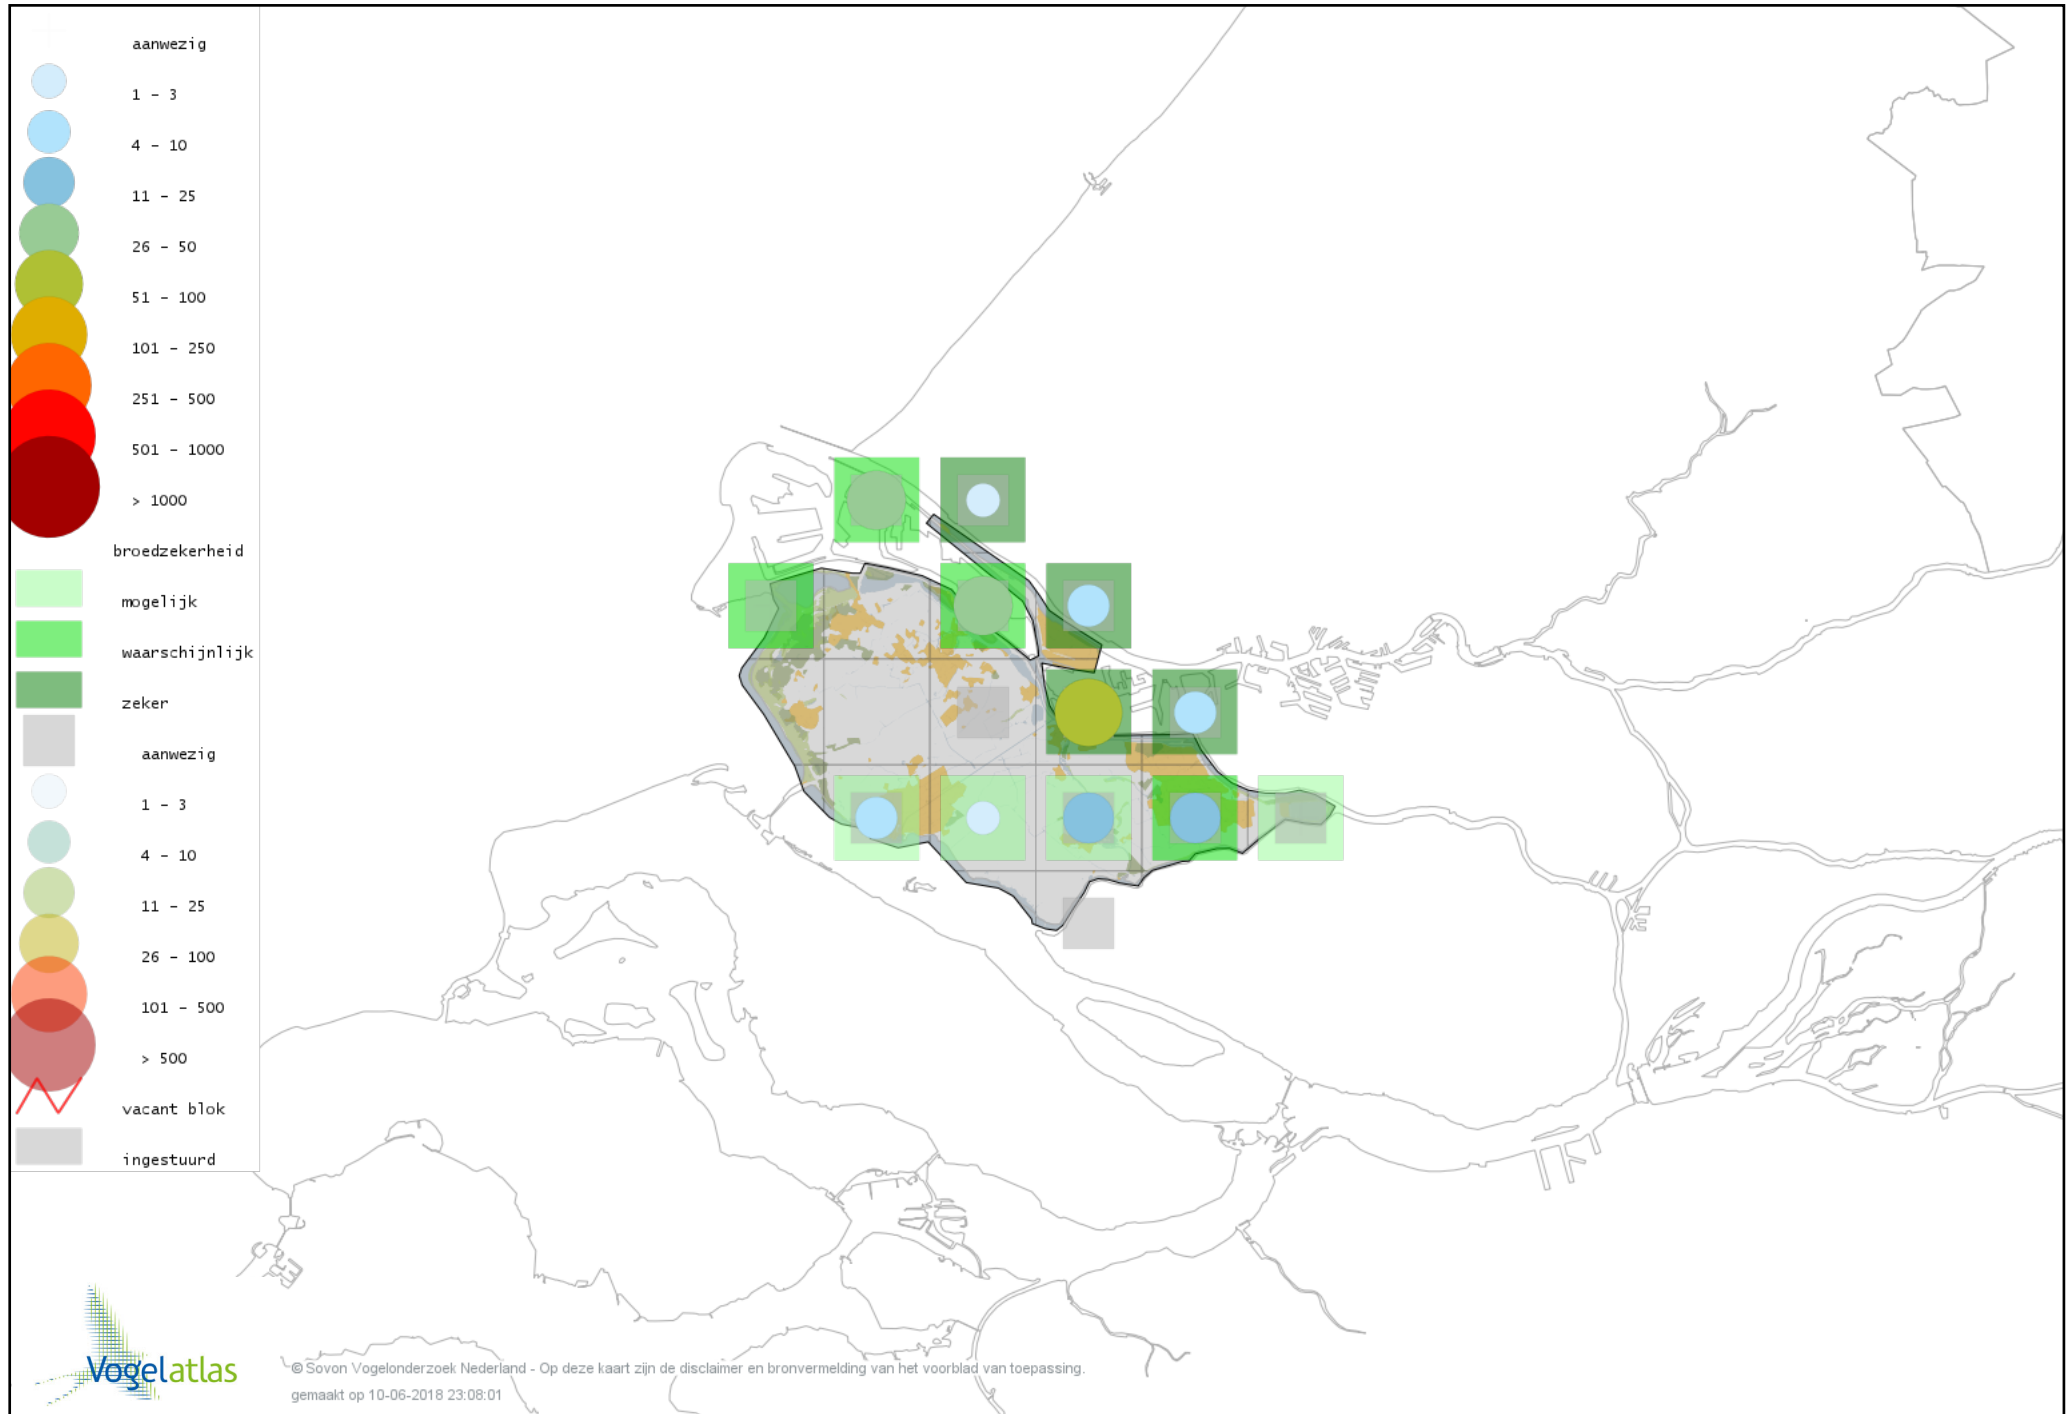 aanwezig
1 – 3
4 – 10
11 – 25
26 – 50
51 – 100
101 – 250
251 – 500
501 – 1000
> 1000
broedzekerheid
mogelijk
waarschijnlijk
zeker
aanwezig
1 – 3
4 – 10
11 – 25
26 – 100
101 – 500
> 500
vacant blok
ingestuurd
Vogelatlas
© Sovon Vogelonderzoek Nederland - Op deze kaart zijn de disclaimer en bronvermelding van het voorblad van toepassing.
gemaakt op 10-06-2018 23:08:01